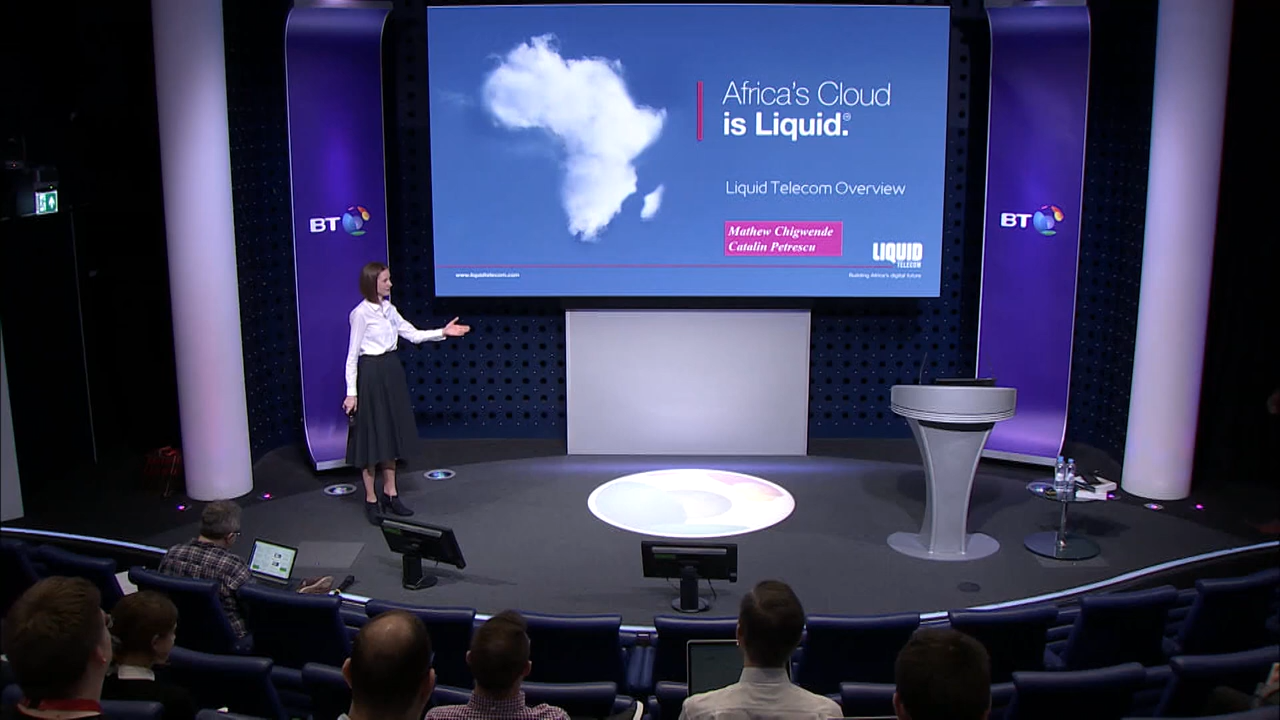 Africa's Cloud
is Liquid.
Liquid Telecom Overview
Mathew Chigwende
Catalin Petrescu
LIQUID
TELECOM
www.liquidtelecom.com
Building Africa's digital future
BT
BT